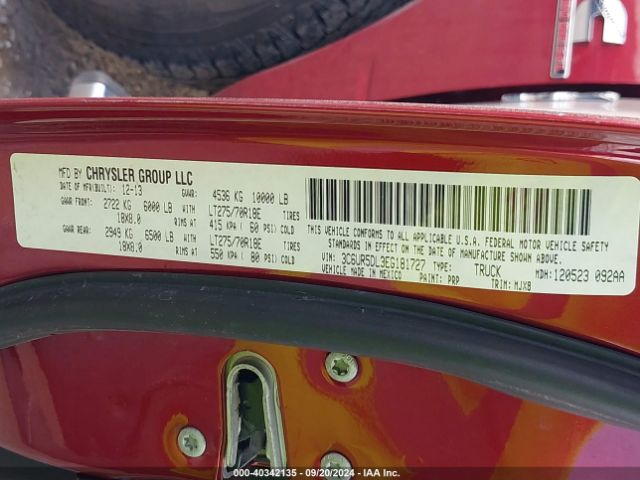 MFD BY CHRYSLER GROUP LLC
DATE OF MFR(BUILT): 12-13 GVWR: 4536 KG 10000 LB
GAWR FRONT: 2722 KG 6000 LB WITH LT275/70R18E TIRES
18X8.0 RIMS AT 415 KPA ( 60 PSI) COLD
GAWR REAR: 2949 KG 6500 LB WITH LT275/70R18E TIRES
18X8.0 RIMS AT 550 KPA ( 80 PSI) COLD
THIS VEHICLE CONFORMS TO ALL APPLICABLE U.S.A. FEDERAL MOTOR VEHICLE SAFETY
STANDARDS IN EFFECT ON THE DATE OF MANUFACTURE SHOWN ABOVE.
VIN: 3C6UR5DL3EG181727 TYPE: TRUCK MDH: 120523 092AA
VEHICLE MADE IN MEXICO PAINT: PRP TRIM: MJX8
© COPARTS - 40342135 - 09/20/2024 - IAA Inc.